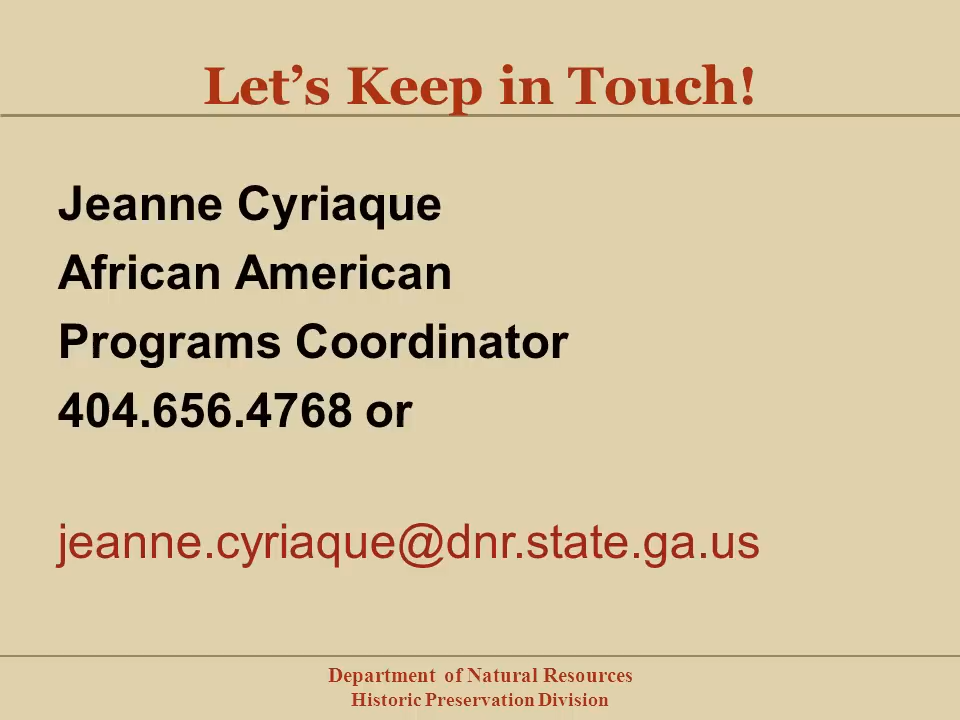 Let’s Keep in Touch!
Jeanne Cyriaque
African American
Programs Coordinator
404.656.4768 or
jeanne.cyriaque@dnr.state.ga.us
Department of Natural Resources
Historic Preservation Division